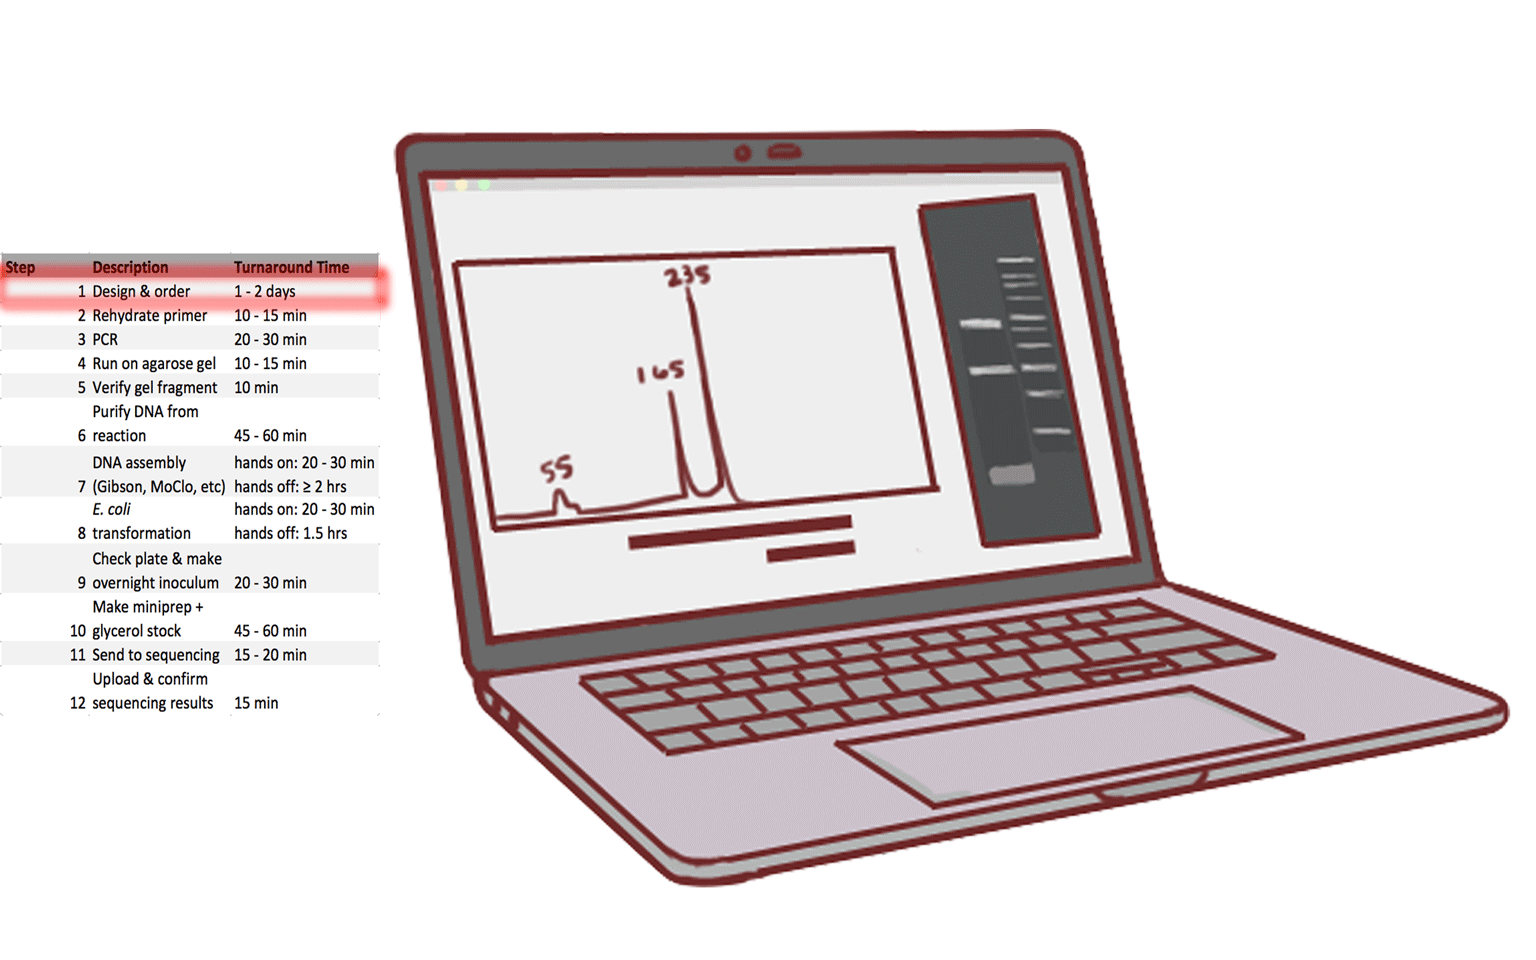 Step Description Turnaround Time
1 Design & order 1 - 2 days
2 Rehydrate primer 10 - 15 min
3 PCR 20 - 30 min
4 Run on agarose gel 10 - 15 min
5 Verify gel fragment 10 min
Purify DNA from
6 reaction 45 - 60 min
DNA assembly hands on: 20 - 30 min
7 (Gibson, MoClo, etc) hands off: ≥ 2 hrs
E. coli hands on: 20 - 30 min
8 transformation hands off: 1.5 hrs
Check plate & make
9 overnight inoculum 20 - 30 min
Make miniprep +
10 glycerol stock 45 - 60 min
11 Send to sequencing 15 - 20 min
Upload & confirm
12 sequencing results 15 min
235
165
55